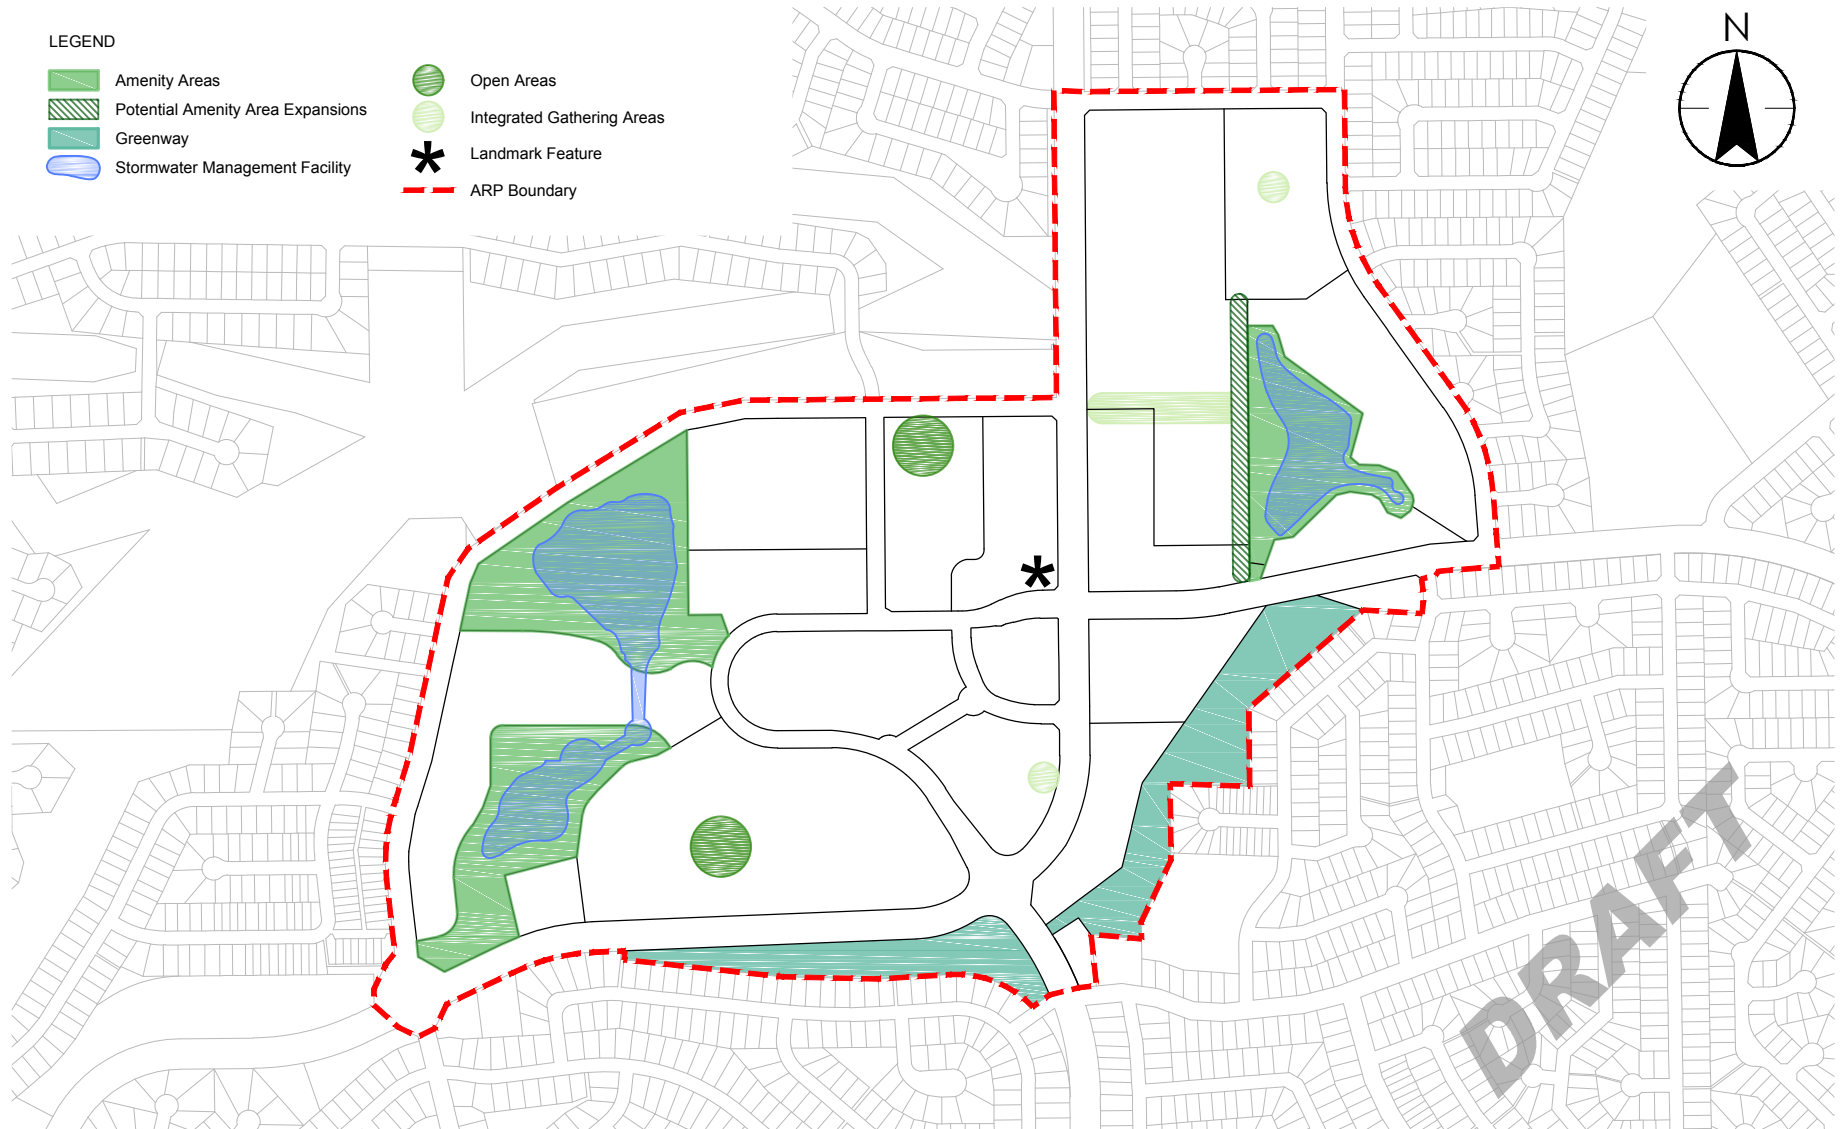 LEGEND
Amenity Areas
Potential Amenity Area Expansions
Greenway
Stormwater Management Facility
Open Areas
Integrated Gathering Areas
Landmark Feature
ARP Boundary
N
DRAFT